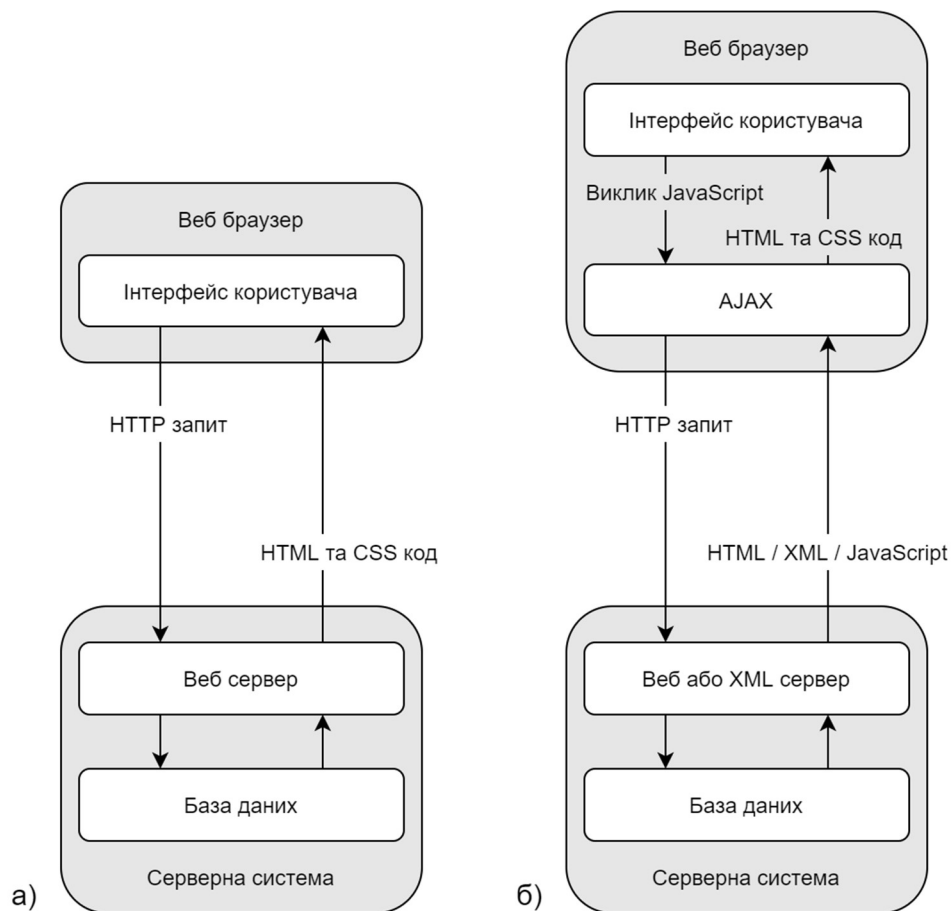 Веб браузер
Інтерфейс користувача
HTTP запит
HTML та CSS код
Веб сервер
База даних
Серверна система
а)
Веб браузер
Інтерфейс користувача
Виклик JavaScript
HTML та CSS код
AJAX
HTTP запит
HTML / XML / JavaScript
Веб або XML сервер
База даних
Серверна система
б)